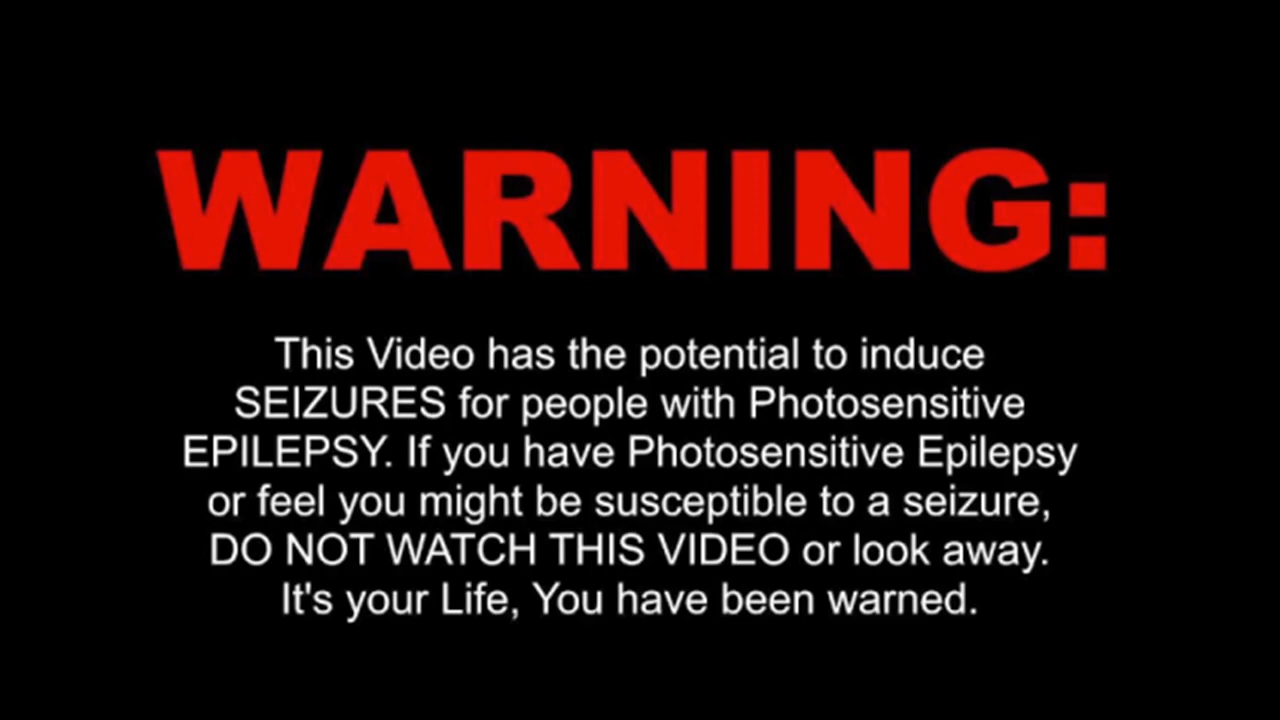 WARNING:
This Video has the potential to induce
SEIZURES for people with Photosensitive
EPILEPSY. If you have Photosensitive Epilepsy
or feel you might be susceptible to a seizure,
DO NOT WATCH THIS VIDEO or look away.
It's your Life, You have been warned.